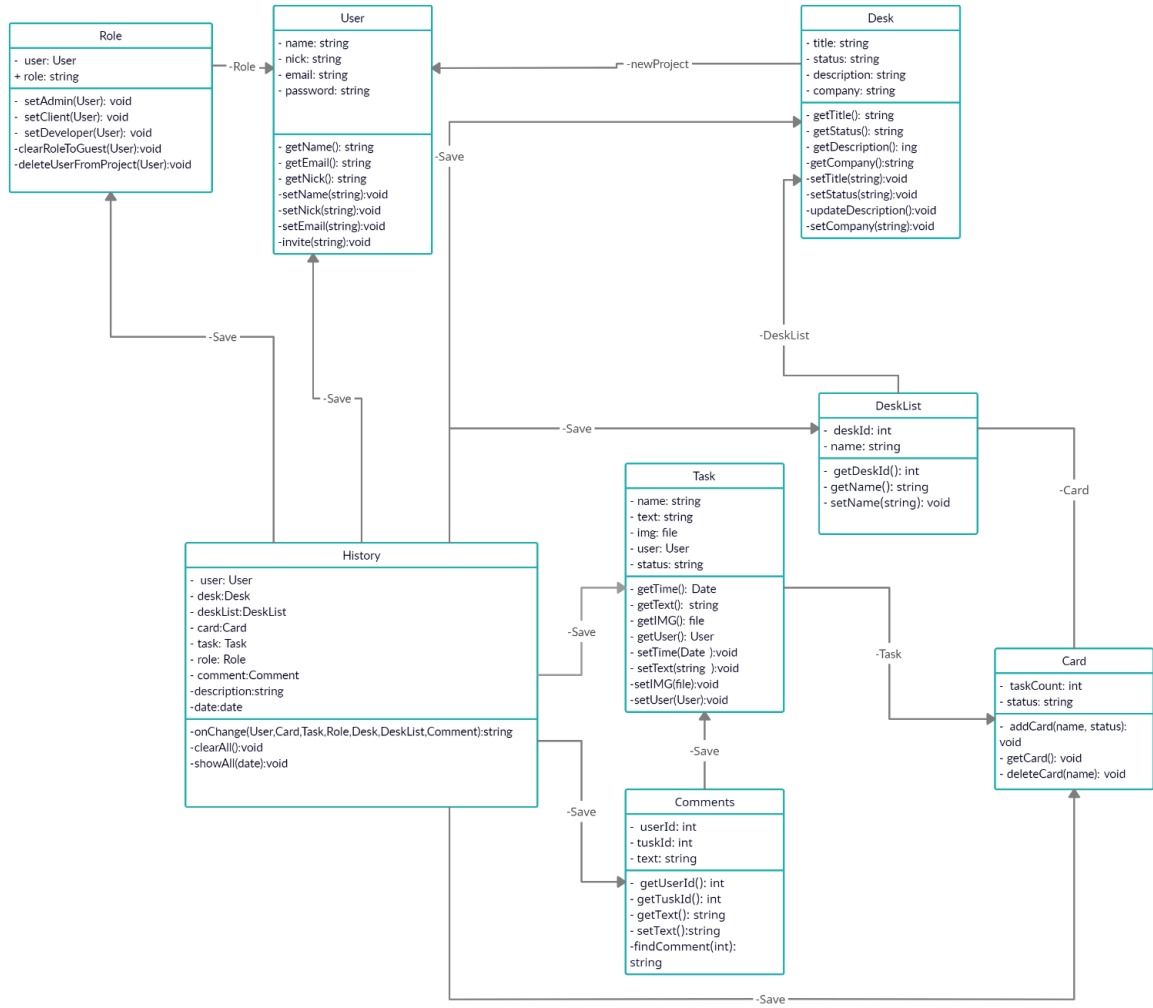 Role
- user: User
+ role: string
- setAdmin(User): void
- setClient(User): void
- setDeveloper(User): void
-clearRoleToGuest(User):void
-deleteUserFromProject(User):void
-Role
User
- name: string
- nick: string
- email: string
- password: string
- getName(): string
- getEmail(): string
- getNick(): string
-setName(string):void
-setNick(string):void
-setEmail(string):void
-invite(string):void
-newProject
Desk
- title: string
- status: string
- description: string
- company: string
- getTitle(): string
- getStatus(): string
- getDescription(): ing
-getCompany():string
-setTitle(string):void
-setStatus(string):void
-updateDescription():void
-setCompany(string):void
-Save
-Save
-Save
-DeskList
-Save
DeskList
- deskId: int
- name: string
- getDeskId(): int
- getName(): string
- setName(string): void
-Card
Task
- name: string
- text: string
- img: file
- user: User
- status: string
- getTime(): Date
- getText(): string
- getIMG(): file
- getUser(): User
- setTime(Date ):void
- setText(string ):void
-setIMG(file):void
-setUser(User):void
History
- user: User
- desk:Desk
- deskList:DeskList
- card:Card
- task: Task
- role: Role
- comment:Comment
-description:string
-date:date
-onChange(User,Card,Task,Role,Desk,DeskList,Comment):string
-clearAll():void
-showAll(date):void
-Save
-Task
Card
- taskCount: int
- status: string
- addCard(name, status):
void
- getCard(): void
- deleteCard(name): void
-Save
-Save
Comments
- userId: int
- tuskId: int
- text: string
- getUserId(): int
- getTuskId(): int
- getText(): string
- setText():string
-findComment(int):
string
-Save